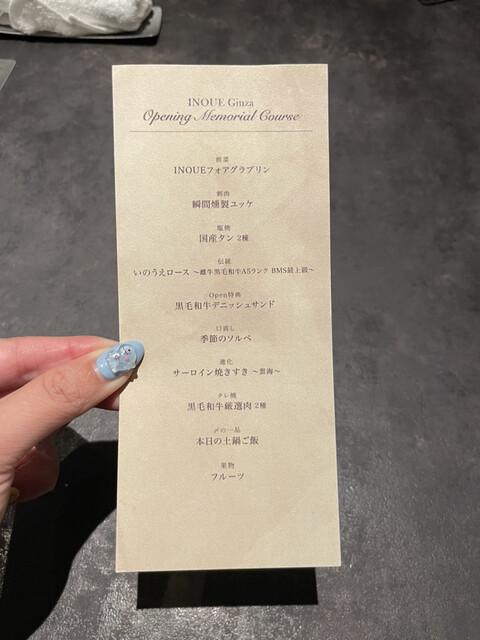 INOUE Ginza
Opening Memorial Course
前菜
INOUEフォアグラプリン
刺肉
瞬間燻製ユッケ
塩焼
国産タン 2種
伝統
いのうえロース ～雌牛黒毛和牛A5ランク BMS最上級～
Open特典
黒毛和牛デニッシュサンド
口直し
季節のソルベ
進化
サーロイン焼きすき ～雲海～
タレ焼
黒毛和牛厳選肉 2種
〆の一品
本日の土鍋ご飯
果物
フルーツ